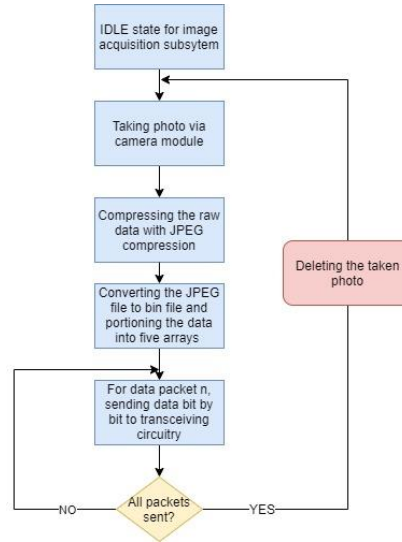 IDLE state for image
acquisition subsytem
Taking photo via
camera module
Compressing the raw
data with JPEG
compression
Deleting the taken
photo
Converting the JPEG
file to bin file and
portioning the data
into five arrays
For data packet n,
sending data bit by
bit to transceiving
circuitry
All packets
sent?
NO
YES